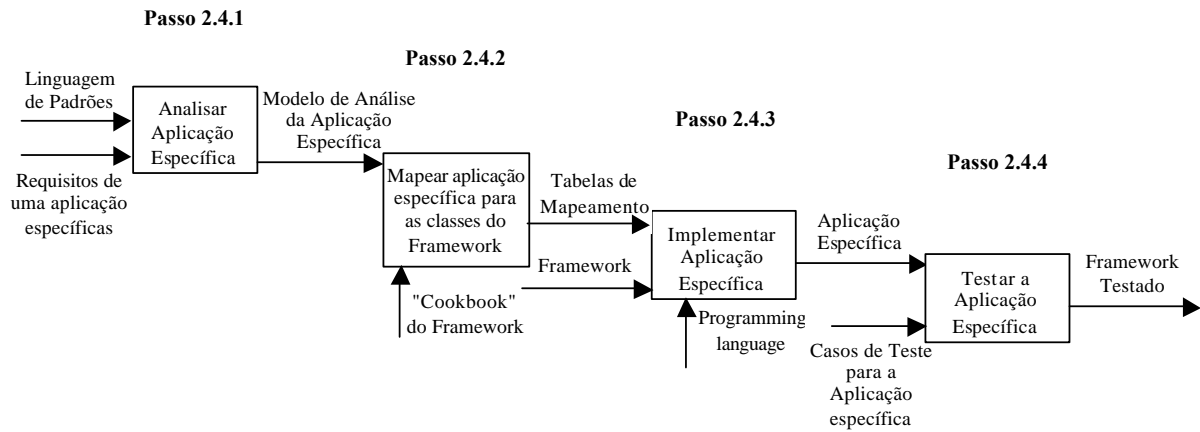 Passo 2.4.1
Linguagem
de Padrões
Requisitos de
uma aplicação
específicas
Analisar
Aplicação
Específica
Modelo de Análise
da Aplicação
Específica
Passo 2.4.2
Mapear aplicação
específica para
as classes do
Framework
"Cookbook"
do Framework
Tabelas de
Mapeamento
Framework
Passo 2.4.3
Implementar
Aplicação
Específica
Programming
language
Aplicação
Específica
Casos de Teste
para a
Aplicação
específica
Passo 2.4.4
Testar a
Aplicação
Específica
Framework
Testado